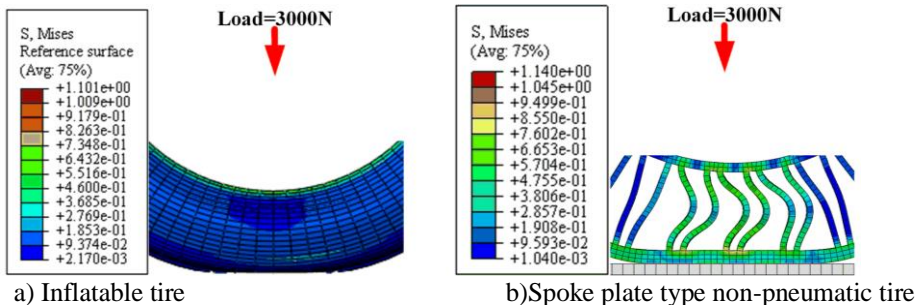 Load=3000N
S, Mises
Reference surface
(Avg: 75%)
+1.101e+00
+1.009e+00
+9.179e-01
+8.263e-01
+7.348e-01
+6.432e-01
+5.516e-01
+4.600e-01
+3.685e-01
+2.769e-01
+1.853e-01
+9.374e-02
+2.170e-03
a) Inflatable tire
Load=3000N
S, Mises
(Avg: 75%)
+1.140e+00
+1.045e+00
+9.499e-01
+8.550e-01
+7.602e-01
+6.653e-01
+5.704e-01
+4.755e-01
+3.806e-01
+2.857e-01
+1.908e-01
+9.593e-02
+1.040e-03
b)Spoke plate type non-pneumatic tire